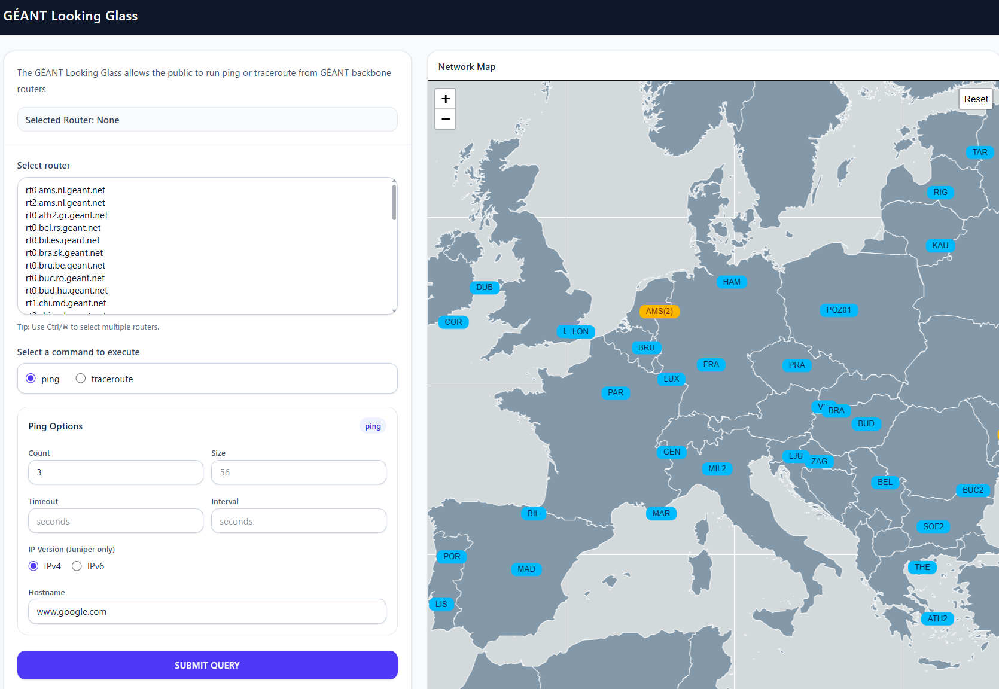 GÉANT Looking Glass
The GÉANT Looking Glass allows the public to run ping or traceroute from GÉANT backbone
routers
Selected Router: None
Select router
rt0.ams.nl.geant.net
rt2.ams.nl.geant.net
rt0.ath2.gr.geant.net
rt0.bel.rs.geant.net
rt0.bil.es.geant.net
rt0.bra.sk.geant.net
rt0.bru.be.geant.net
rt0.buc.ro.geant.net
rt0.bud.hu.geant.net
rt1.chi.md.geant.net
Tip: Use Ctrl/⌘ to select multiple routers.
Select a command to execute
ping traceroute
Ping Options ping
Count Size
3 56
Timeout Interval
seconds seconds
IP Version (Juniper only)
IPv4 IPv6
Hostname
www.google.com
SUBMIT QUERY
Network Map
+
−
Reset
TAR
RIG
KAU
HAM
DUB
AMS(2)
POZ01
COR
LON
BRU
FRA
PRA
LUX
PAR
BRA
BUD
GEN
LJU
ZAG
MIL2
BEL
BUC2
BIL
MAR
SOF2
POR
THE
MAD
LIS
ATH2